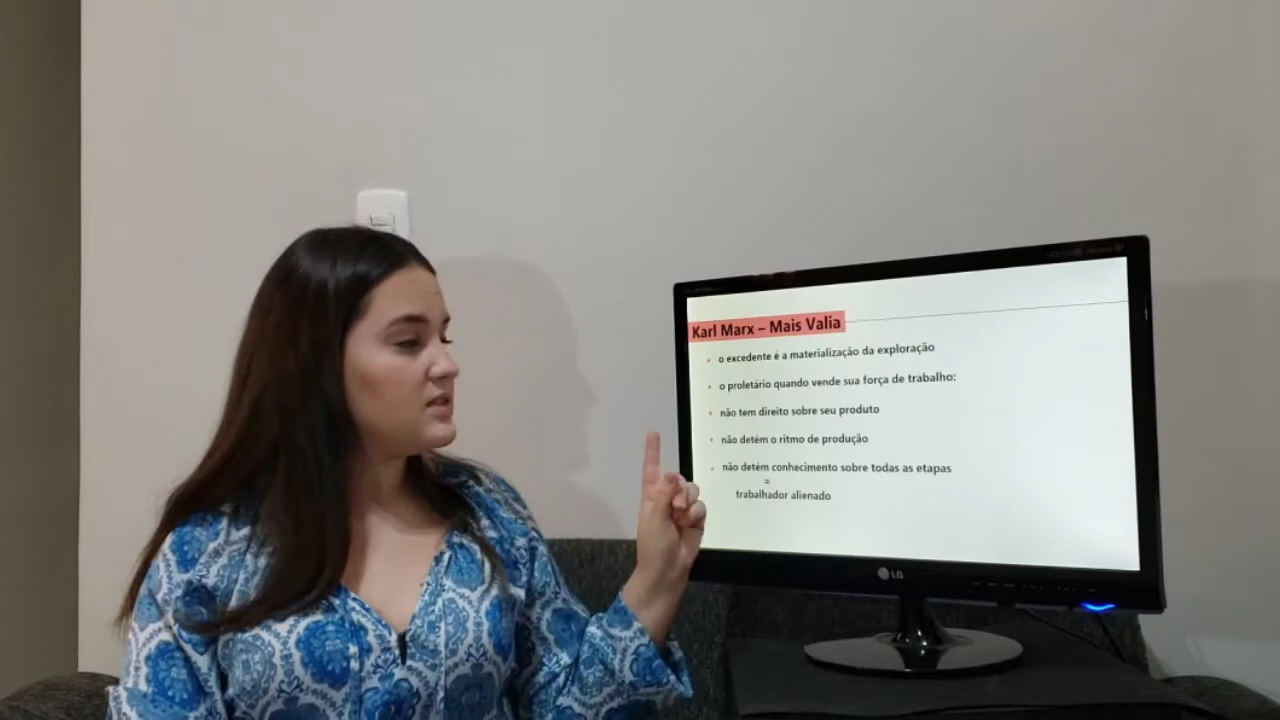 Karl Marx – Mais Valia
o excedente é a materialização da exploração
o proletário quando vende sua força de trabalho:
não tem direito sobre seu produto
não detém o ritmo de produção
não detém conhecimento sobre todas as etapas
=
trabalhador alienado
LG